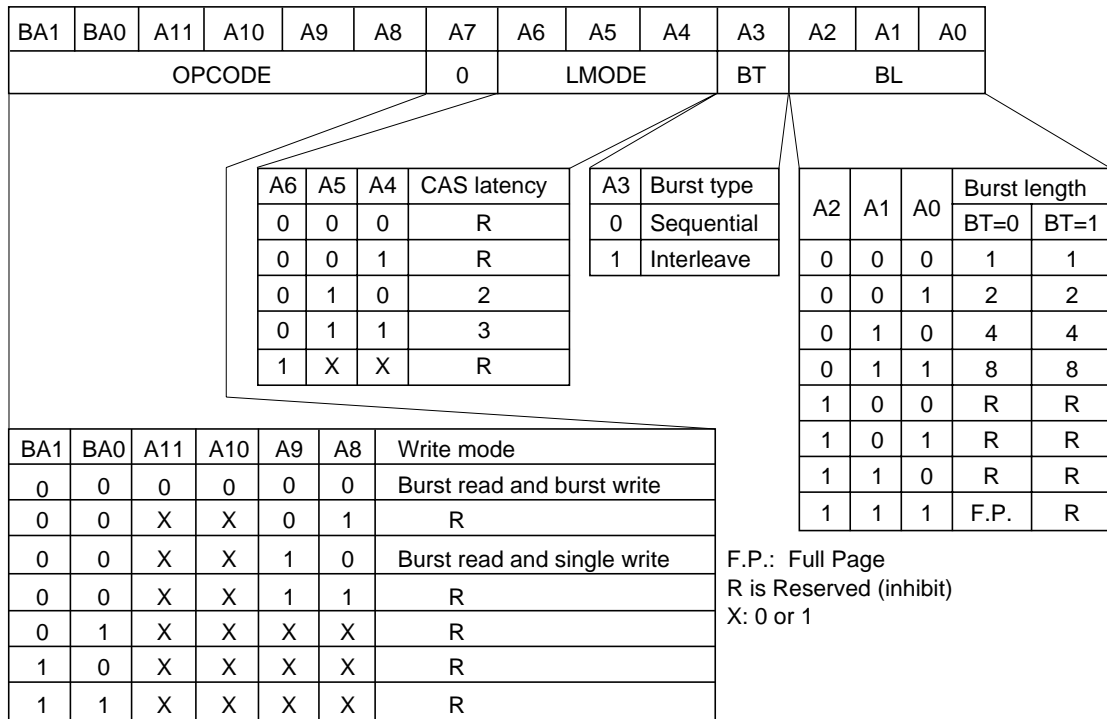 BA1 BA0 A11 A10 A9 A8 A7 A6 A5 A4 A3 A2 A1 A0
OPCODE 0 LMODE BT BL
A6 A5 A4 CAS latency
0 0 0 R
0 0 1 R
0 1 0 2
0 1 1 3
1 X X R
A3 Burst type
0 Sequential
1 Interleave
A2 A1 A0 Burst length
BT=0 BT=1
0 0 0 1 1
0 0 1 2 2
0 1 0 4 4
0 1 1 8 8
1 0 0 R R
1 0 1 R R
1 1 0 R R
1 1 1 F.P. R
BA1 BA0 A11 A10 A9 A8 Write mode
0 0 0 0 0 0 Burst read and burst write
0 0 X X 0 1 R
0 0 X X 1 0 Burst read and single write
0 0 X X 1 1 R
0 1 X X X X R
1 0 X X X X R
1 1 X X X X R
F.P.: Full Page
R is Reserved (inhibit)
X: 0 or 1